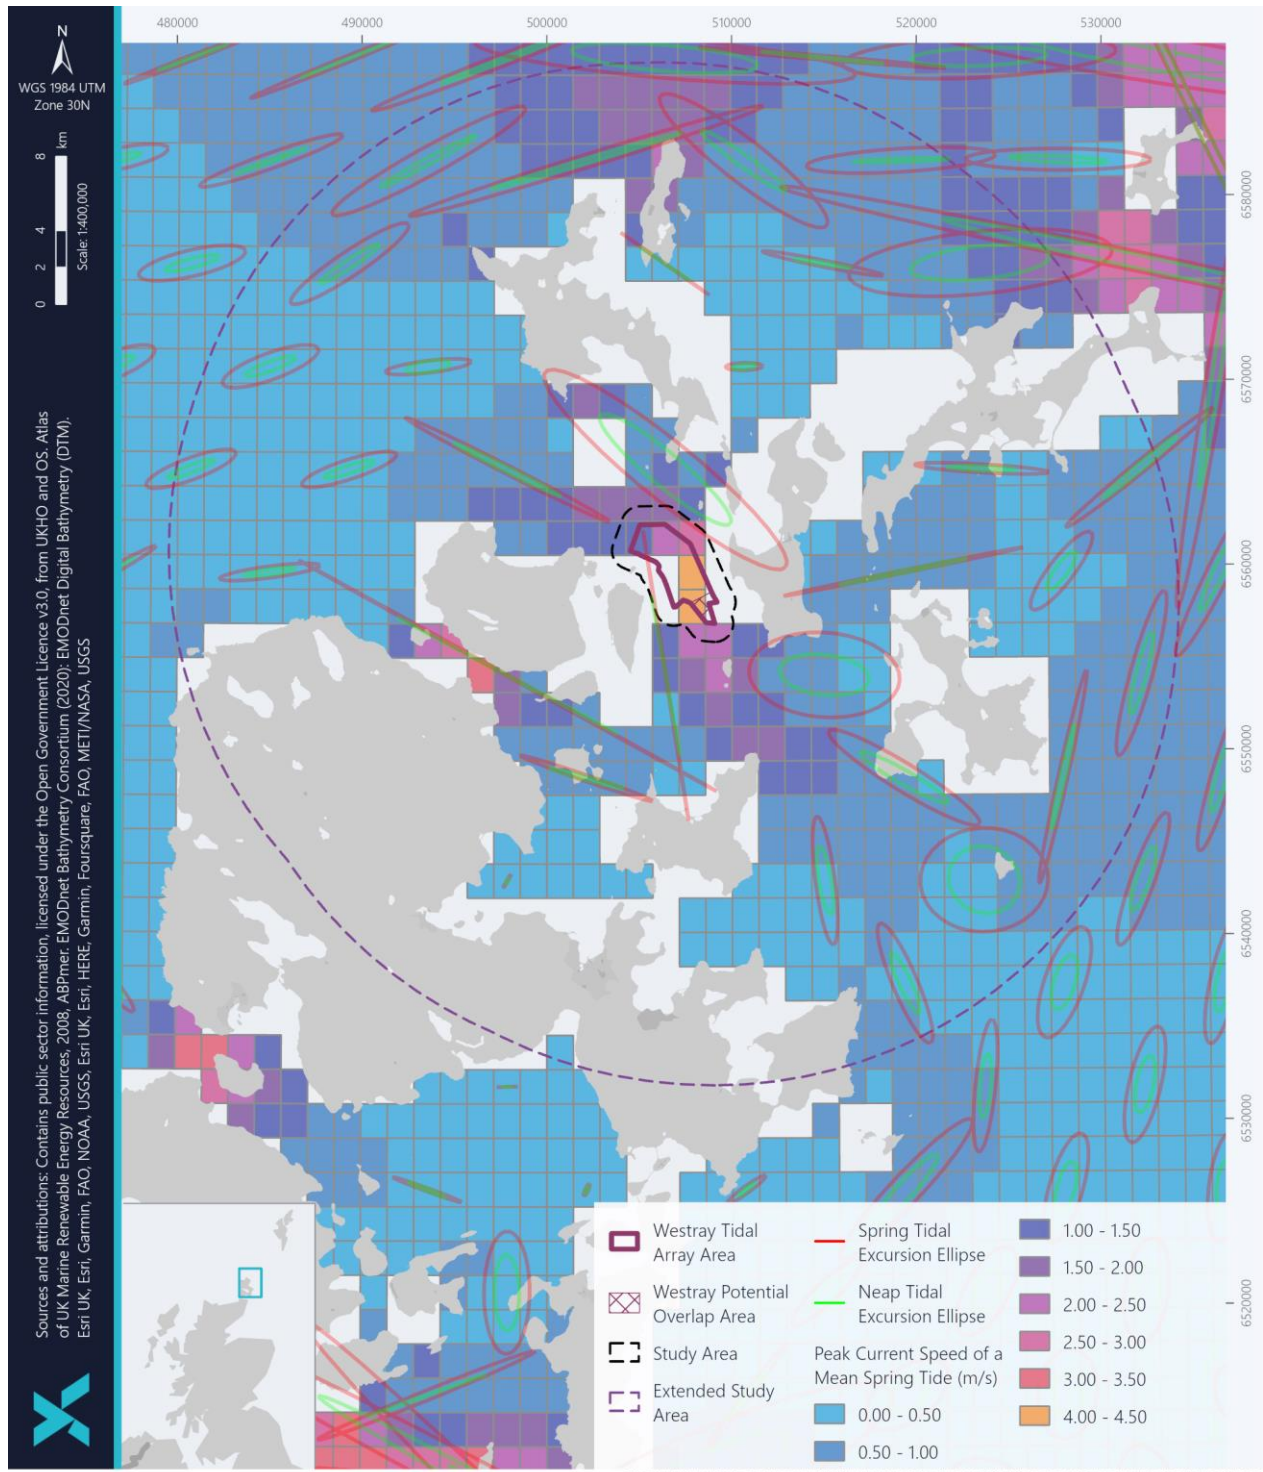 480000
490000
500000
510000
520000
530000
N
WGS 1984 UTM
Zone 30N
0 2 4 8
km
Scale: 1:400,000
Sources and attributions: Contains public sector information, licensed under the Open Government Licence v3.0, from UKHO and OS. Atlas
of UK Marine Renewable Energy Resources, 2008, ABPmer. EMODnet Bathymetry Consortium (2020): EMODnet Digital Bathymetry (DTM).
Esri UK, Esri, Garmin, FAO, NOAA, USGS, Esri UK, Esri, HERE, Garmin, Foursquare, FAO, METI/NASA, USGS
6580000
6570000
6560000
6550000
6540000
6530000
6520000
Westray Tidal
Array Area
Westray Potential
Overlap Area
Study Area
Extended Study
Area
Spring Tidal
Excursion Ellipse
Neap Tidal
Excursion Ellipse
Peak Current Speed of a
Mean Spring Tide (m/s)
0.00 - 0.50
0.50 - 1.00
1.00 - 1.50
1.50 - 2.00
2.00 - 2.50
2.50 - 3.00
3.00 - 3.50
4.00 - 4.50